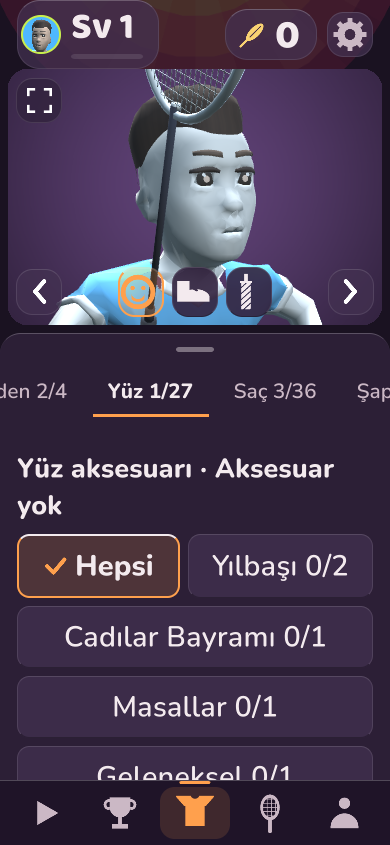 Sv 1
0
den 2/4
Yüz 1/27
Saç 3/36
Şap
Yüz aksesuarı · Aksesuar
yok
Hepsi
Yılbaşı 0/2
Cadılar Bayramı 0/1
Masallar 0/1
Geleneksel 0/1